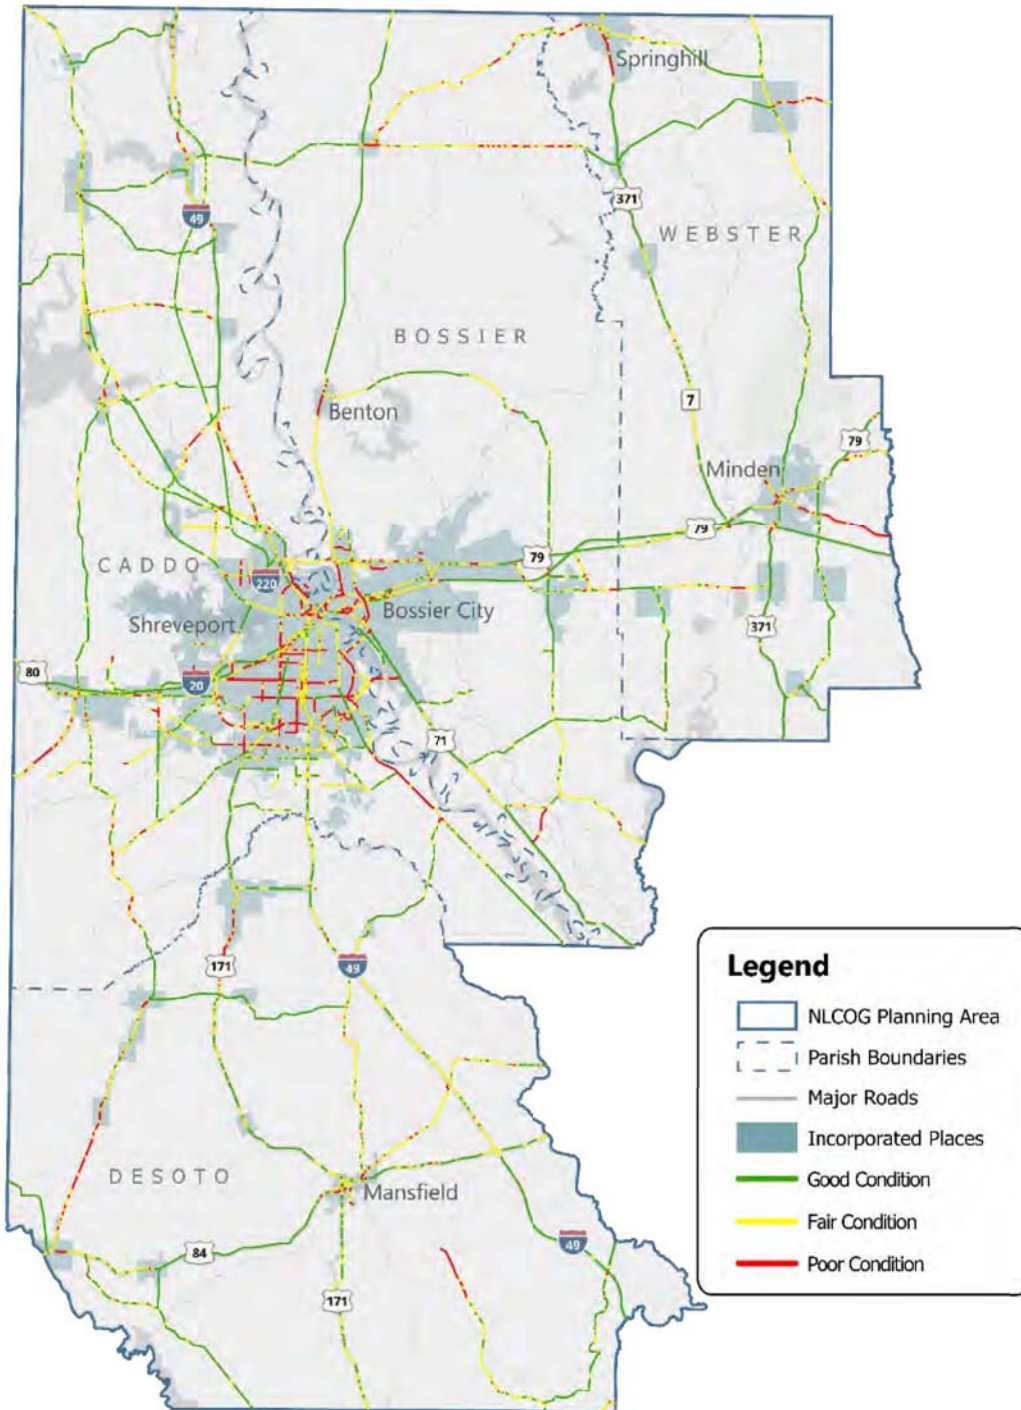 Springhill
371
49
WEBSTER
BOSSIER
7
Benton
79
Minden
79
79
CADDO
220
Bossier City
Shreveport
371
80
20
71
Legend
171
49
NLCOG Planning Area
Parish Boundaries
Major Roads
Incorporated Places
DESOTO
Good Condition
Mansfield
Fair Condition
84
49
Poor Condition
171